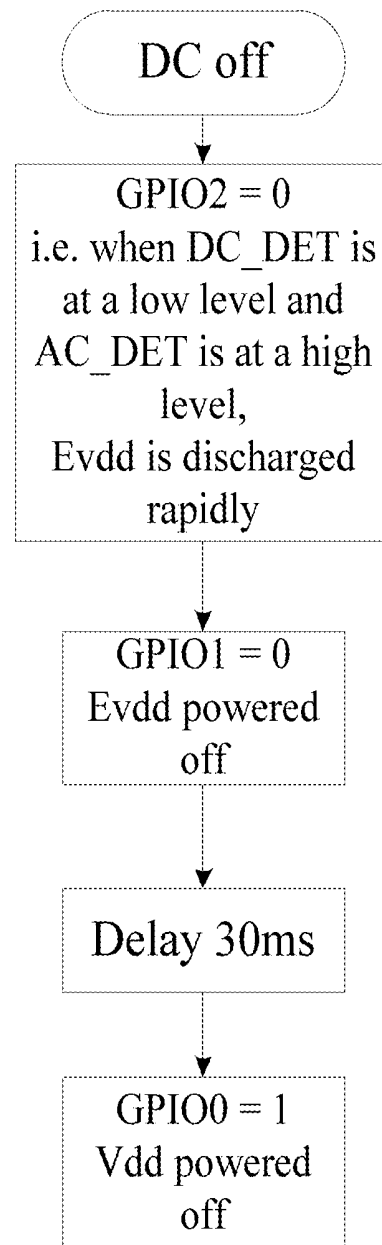 DC off
GPIO2 = 0
i.e. when DC_DET is
at a low level and
AC_DET is at a high
level,
Evdd is discharged
rapidly
GPIO1 = 0
Evdd powered
off
Delay 30ms
GPIO0 = 1
Vdd powered
off